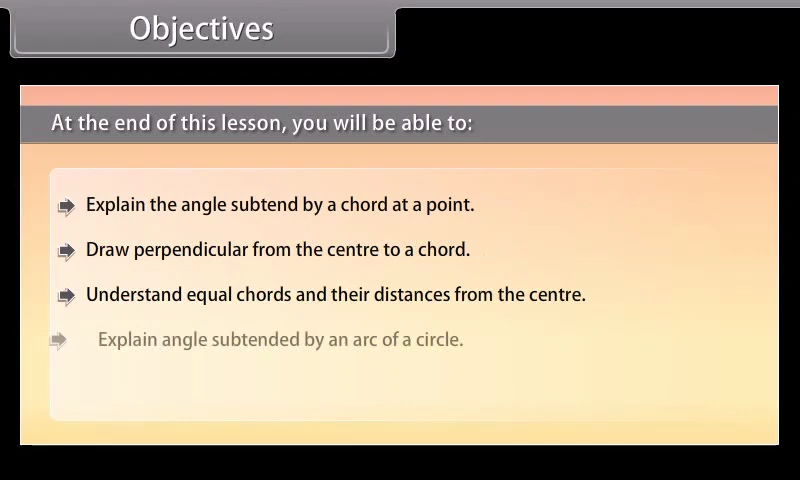 Objectives
At the end of this lesson, you will be able to:
Explain the angle subtend by a chord at a point.
Draw perpendicular from the centre to a chord.
Understand equal chords and their distances from the centre.
Explain angle subtended by an arc of a circle.